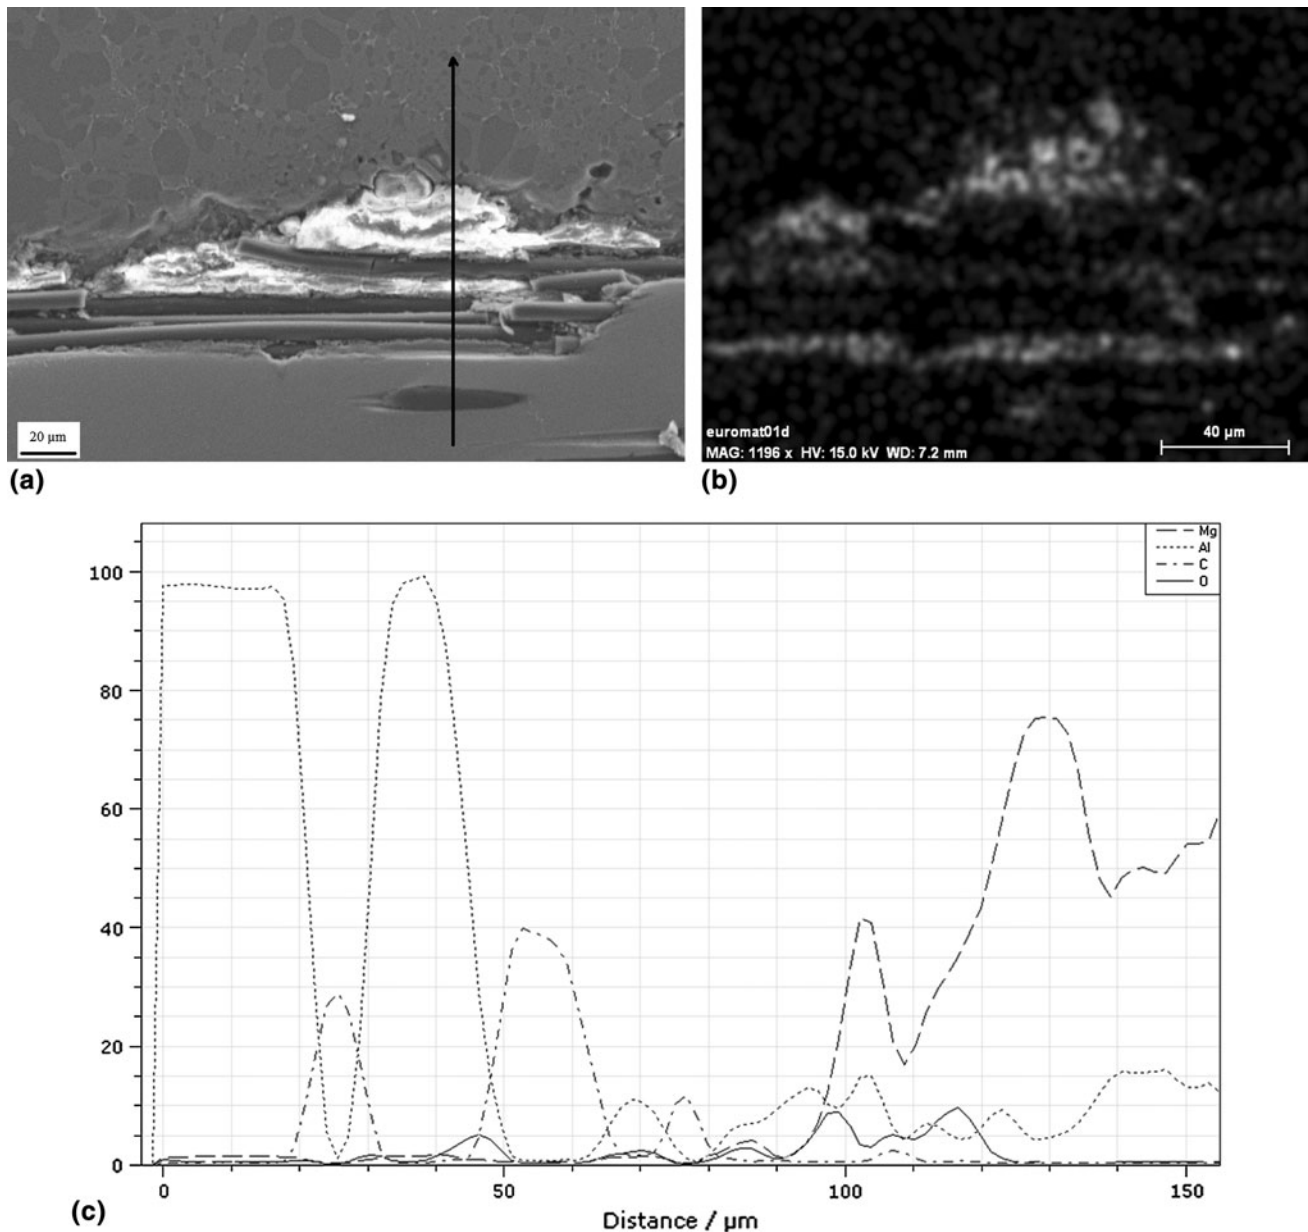 20 µm
(a)
euromat01d
MAG: 1196 x HV: 15.0 kV WD: 7.2 mm
40 µm
(b)
Mg
Al
C
O
100
80
60
40
20
0
0 50 100 150
Distance / µm
(c)